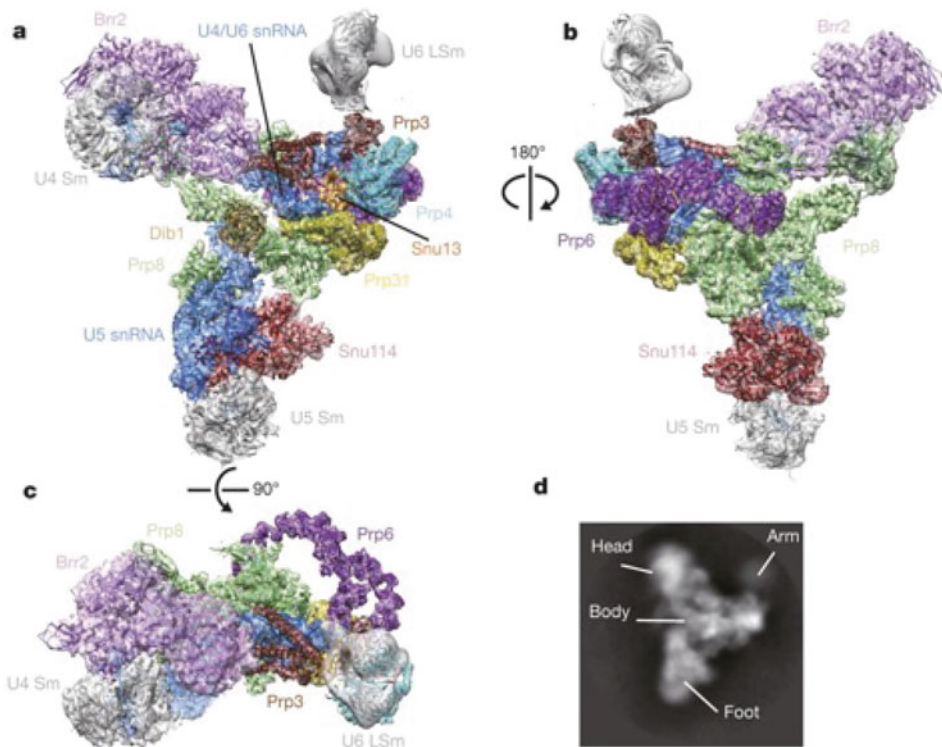 a
Brr2
U4/U6 snRNA
U6 LSm
Prp3
U4 Sm
Prp4
Dib1
Snu13
Prp8
Prp31
U5 snRNA
Snu114
U5 Sm
b
Brr2
180°
Prp6
Prp8
Snu114
U5 Sm
90°
c
Prp8
Prp6
Brr2
U4 Sm
Prp3
U6 LSm
d
Arm
Head
Body
Foot